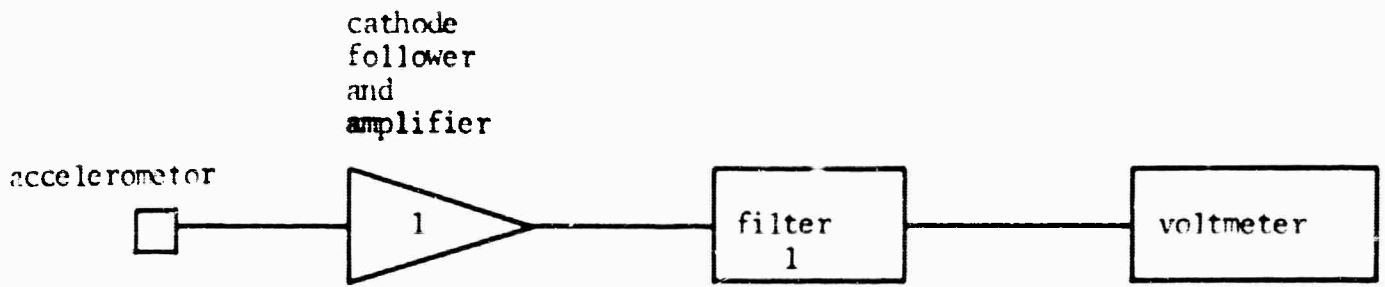 cathode
follower
and
amplifier
accelerometor
1
filter
1
voltmeter